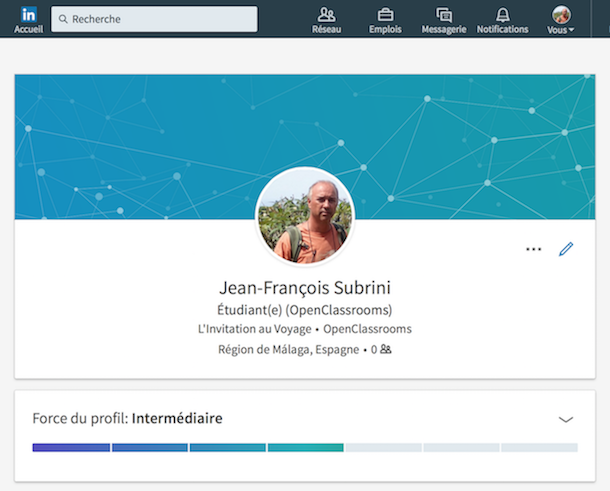 in
Accueil
Recherche
Réseau
Emplois
Messagerie
Notifications
Vous
Jean-François Subrini
Étudiant(e) (OpenClassrooms)
L'Invitation au Voyage • OpenClassrooms
Région de Málaga, Espagne • 0
Force du profil: Intermédiaire